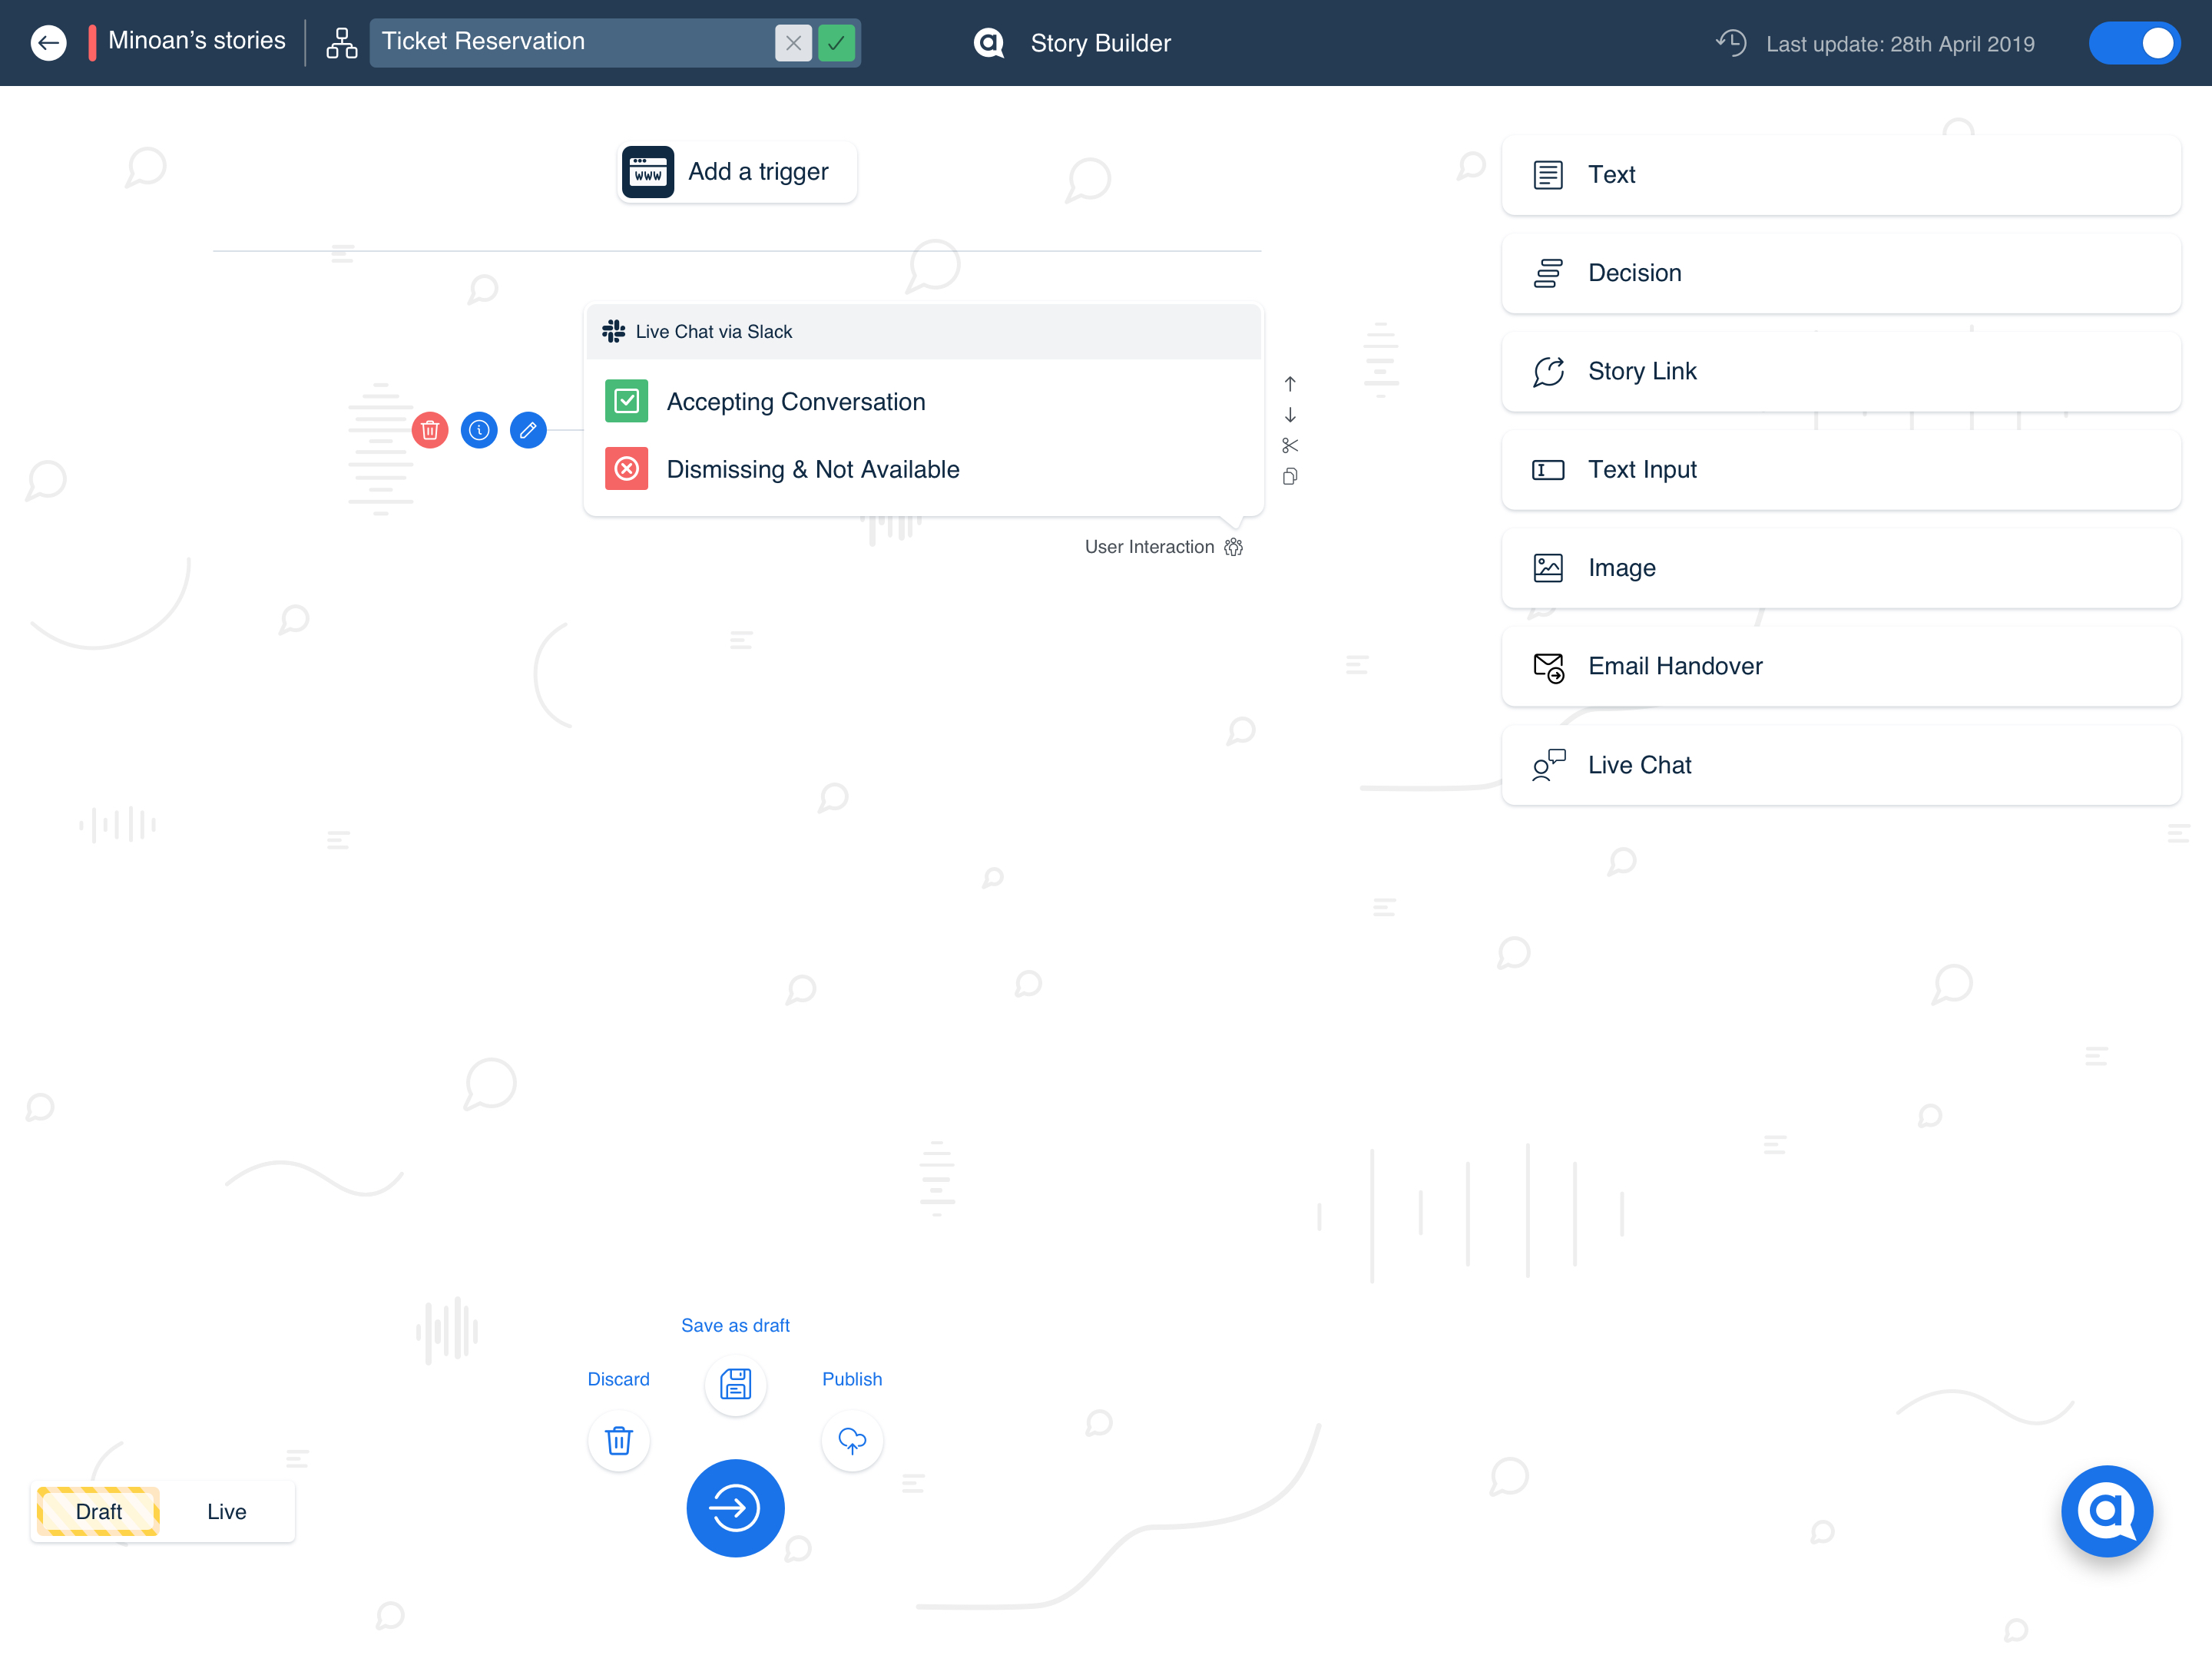 Minoan’s stories
Ticket Reservation
Story Builder
Last update: 28th April 2019
WWW
Add a trigger
Live Chat via Slack
Accepting Conversation
Dismissing & Not Available
User Interaction
Text
Decision
Story Link
Text Input
Image
Email Handover
Live Chat
Save as draft
Discard
Publish
Draft
Live